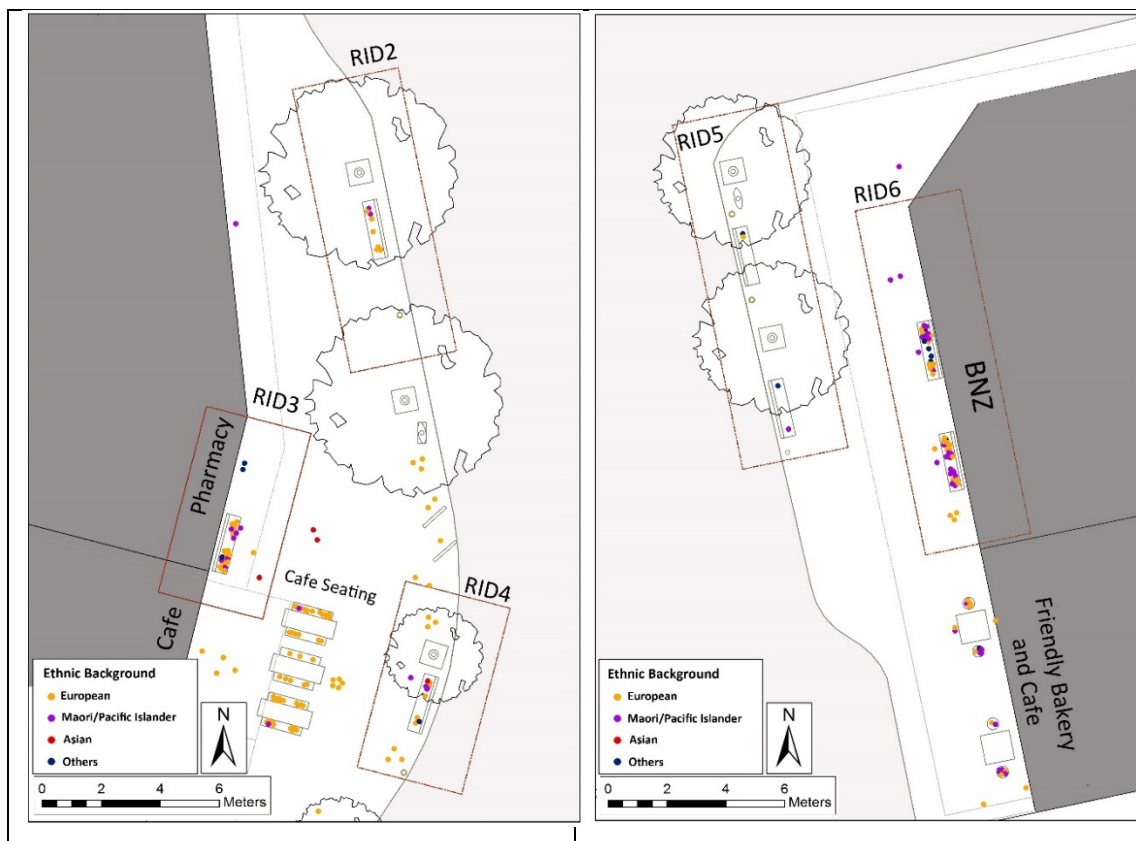 RID2
RID3
Pharmacy
Cafe Seating
RID4
Cafe
Ethnic Background
European
Maori/Pacific Islander
Asian
Others
N
0 2 4 6
Meters
RID5
RID6
BNZ
Friendly Bakery
and Cafe
Ethnic Background
European
Maori/Pacific Islander
Asian
Others
N
0 2 4 6
Meters